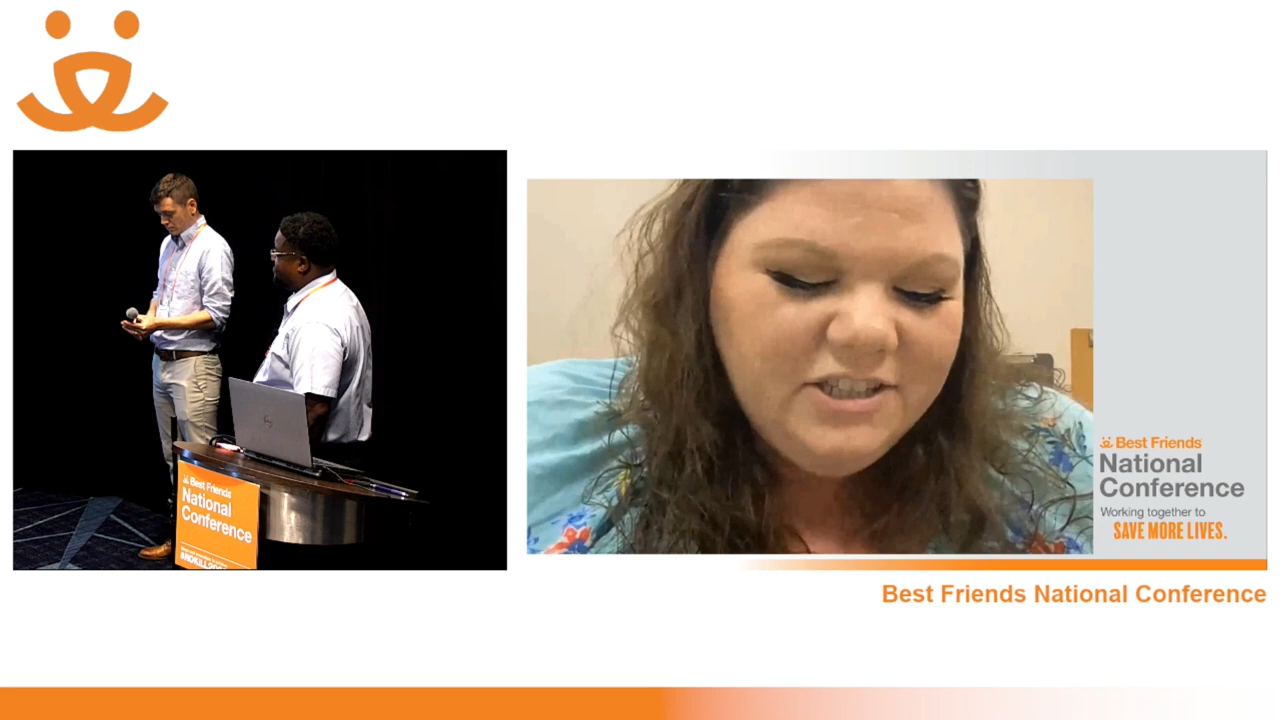 Best Friends
National
Conference
Best Friends
National
Conference
Working together to
SAVE MORE LIVES.
Best Friends National Conference